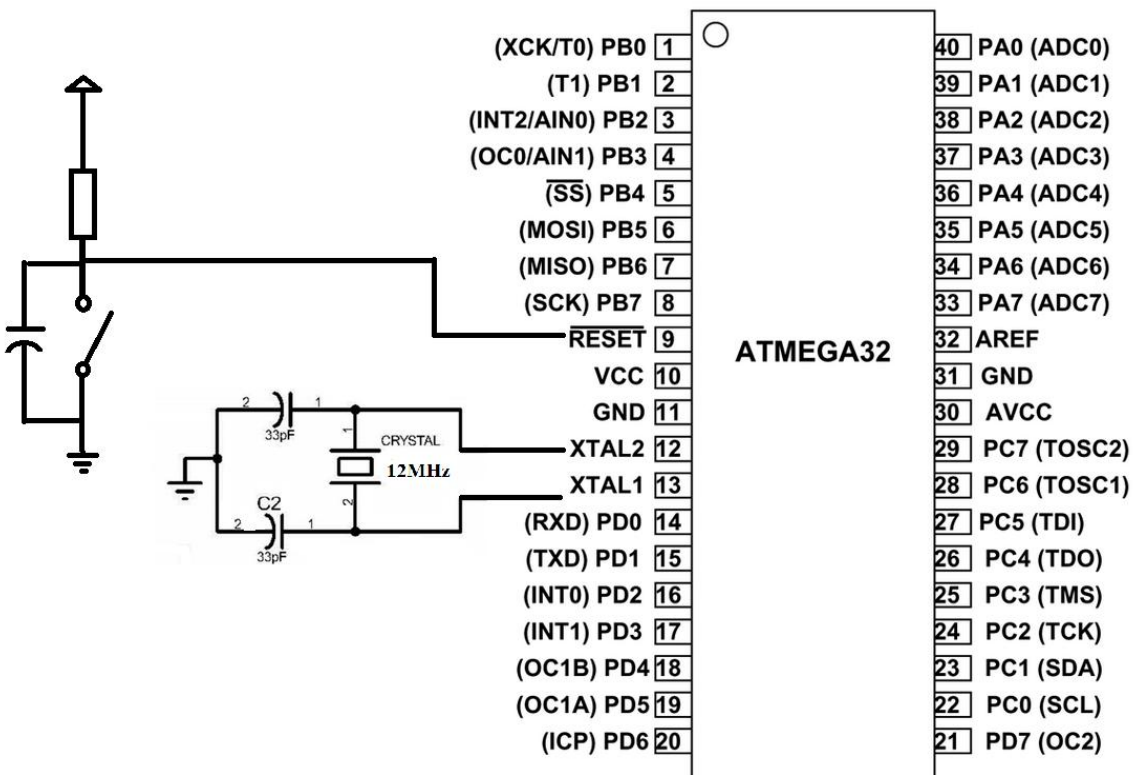 (XCK/T0) PB0 1
(T1) PB1 2
(INT2/AIN0) PB2 3
(OC0/AIN1) PB3 4
(S̅S̅) PB4 5
(MOSI) PB5 6
(MISO) PB6 7
(SCK) PB7 8
R̅E̅S̅E̅T̅ 9
VCC 10
GND 11
XTAL2 12
XTAL1 13
(RXD) PD0 14
(TXD) PD1 15
(INT0) PD2 16
(INT1) PD3 17
(OC1B) PD4 18
(OC1A) PD5 19
(ICP) PD6 20
ATMEGA32
40 PA0 (ADC0)
39 PA1 (ADC1)
38 PA2 (ADC2)
37 PA3 (ADC3)
36 PA4 (ADC4)
35 PA5 (ADC5)
34 PA6 (ADC6)
33 PA7 (ADC7)
32 AREF
31 GND
30 AVCC
29 PC7 (TOSC2)
28 PC6 (TOSC1)
27 PC5 (TDI)
26 PC4 (TDO)
25 PC3 (TMS)
24 PC2 (TCK)
23 PC1 (SDA)
22 PC0 (SCL)
21 PD7 (OC2)
2 1
33pF
1
CRYSTAL
12MHz
2
C2
2 1
33pF